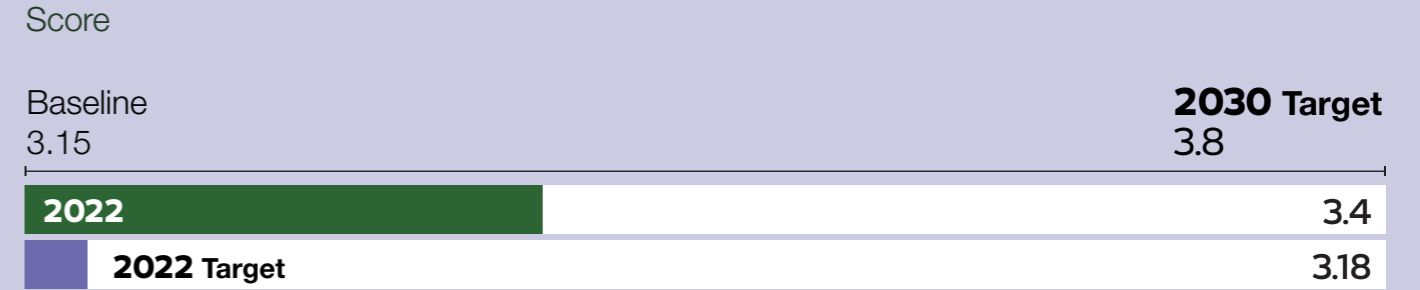 Score
Baseline 2030 Target
3.15 3.8
2022 3.4
2022 Target 3.18